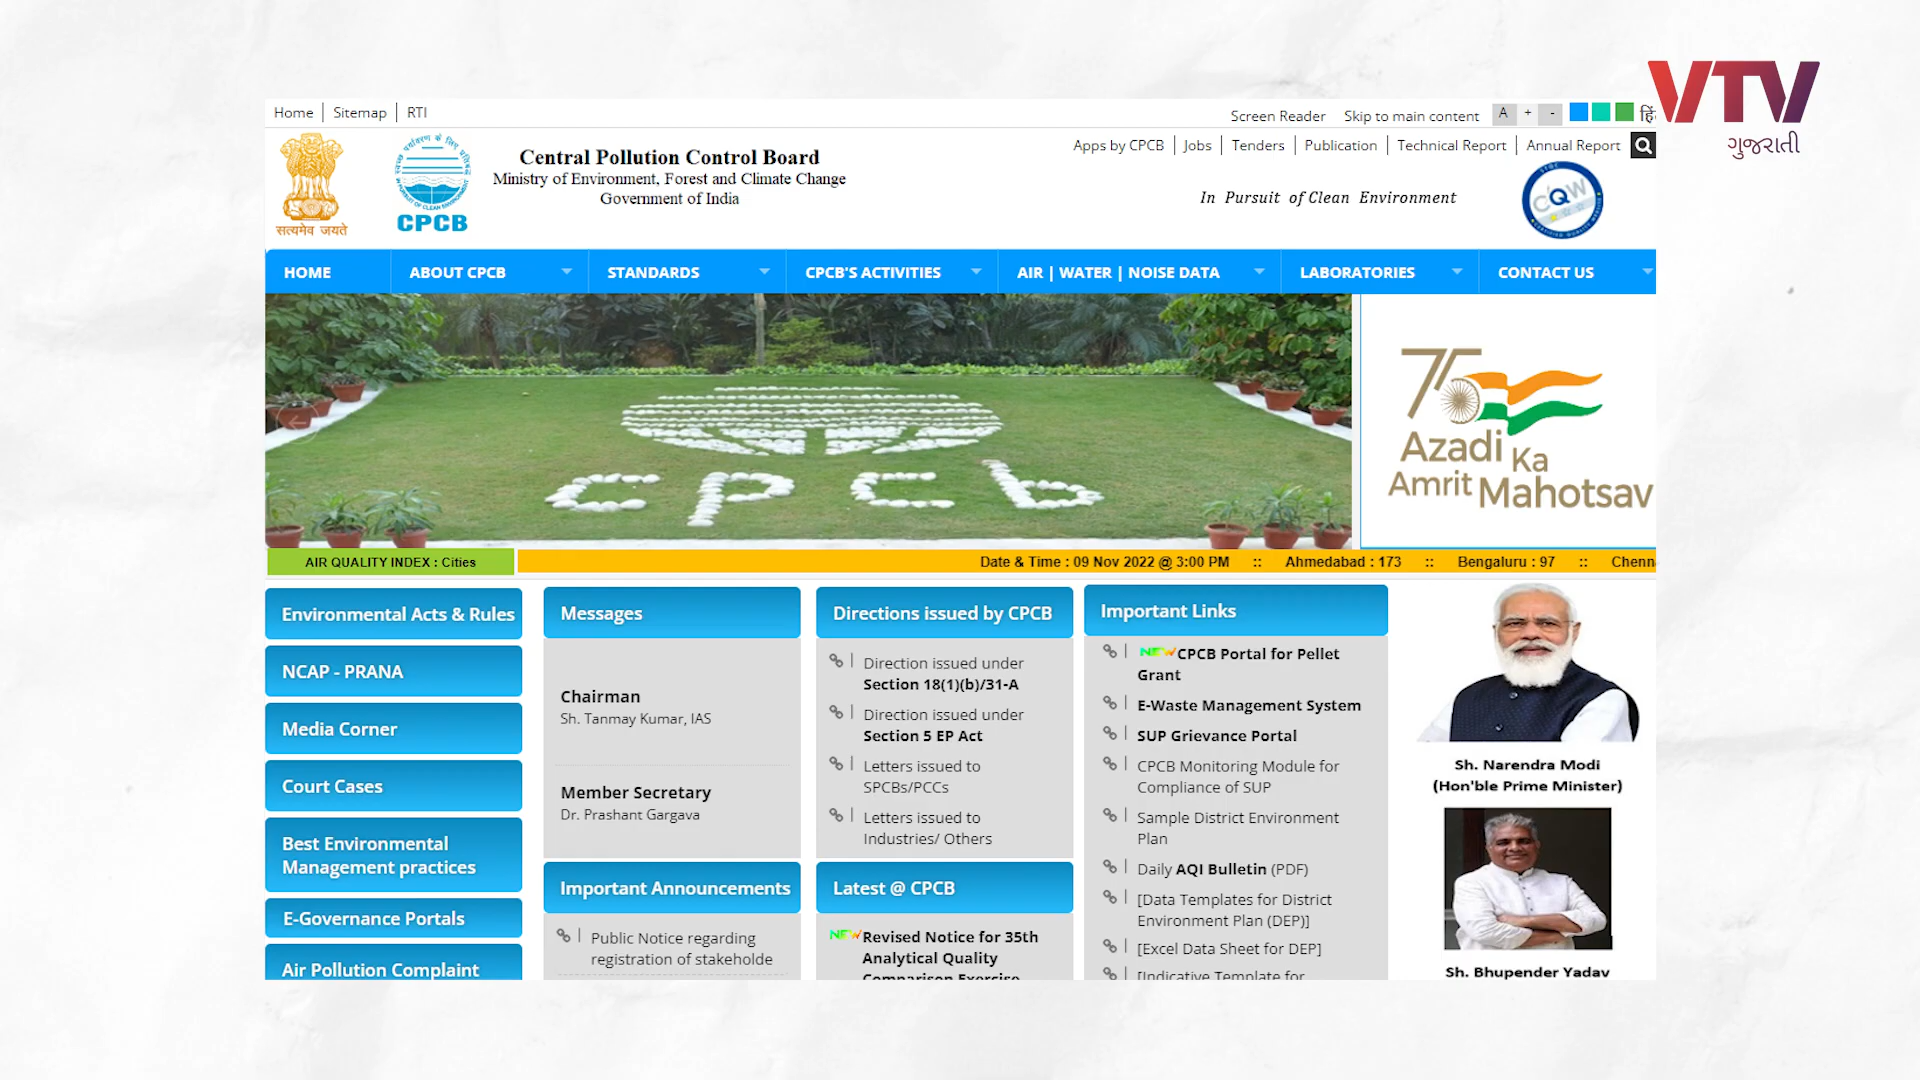 VTV
ગુજરાતી
Home
Sitemap
RTI
Screen Reader
Skip to main content
A
+
-
Apps by CPCB
Jobs
Tenders
Publication
Technical Report
Annual Report
सत्यमेव जयते
CPCB
Central Pollution Control Board
Ministry of Environment, Forest and Climate Change
Government of India
In Pursuit of Clean Environment
CQW
HOME
ABOUT CPCB
STANDARDS
CPCB'S ACTIVITIES
AIR | WATER | NOISE DATA
LABORATORIES
CONTACT US
CPCb
75
Azadi Ka
Amrit Mahotsav
AIR QUALITY INDEX : Cities
Date & Time : 09 Nov 2022 @ 3:00 PM :: Ahmedabad : 173 :: Bengaluru : 97 :: Chenn
Environmental Acts & Rules
NCAP - PRANA
Media Corner
Court Cases
Best Environmental
Management practices
E-Governance Portals
Air Pollution Complaint
Messages
Chairman
Sh. Tanmay Kumar, IAS
Member Secretary
Dr. Prashant Gargava
Important Announcements
Public Notice regarding
registration of stakeholde
Directions issued by CPCB
Direction issued under
Section 18(1)(b)/31-A
Direction issued under
Section 5 EP Act
Letters issued to
SPCBs/PCCs
Letters issued to
Industries/ Others
Latest @ CPCB
NEW Revised Notice for 35th
Analytical Quality
Comparison Exercise
Important Links
NEW CPCB Portal for Pellet
Grant
E-Waste Management System
SUP Grievance Portal
CPCB Monitoring Module for
Compliance of SUP
Sample District Environment
Plan
Daily AQI Bulletin (PDF)
[Data Templates for District
Environment Plan (DEP)]
[Excel Data Sheet for DEP]
[Indicative Template for
Sh. Narendra Modi
(Hon'ble Prime Minister)
Sh. Bhupender Yadav